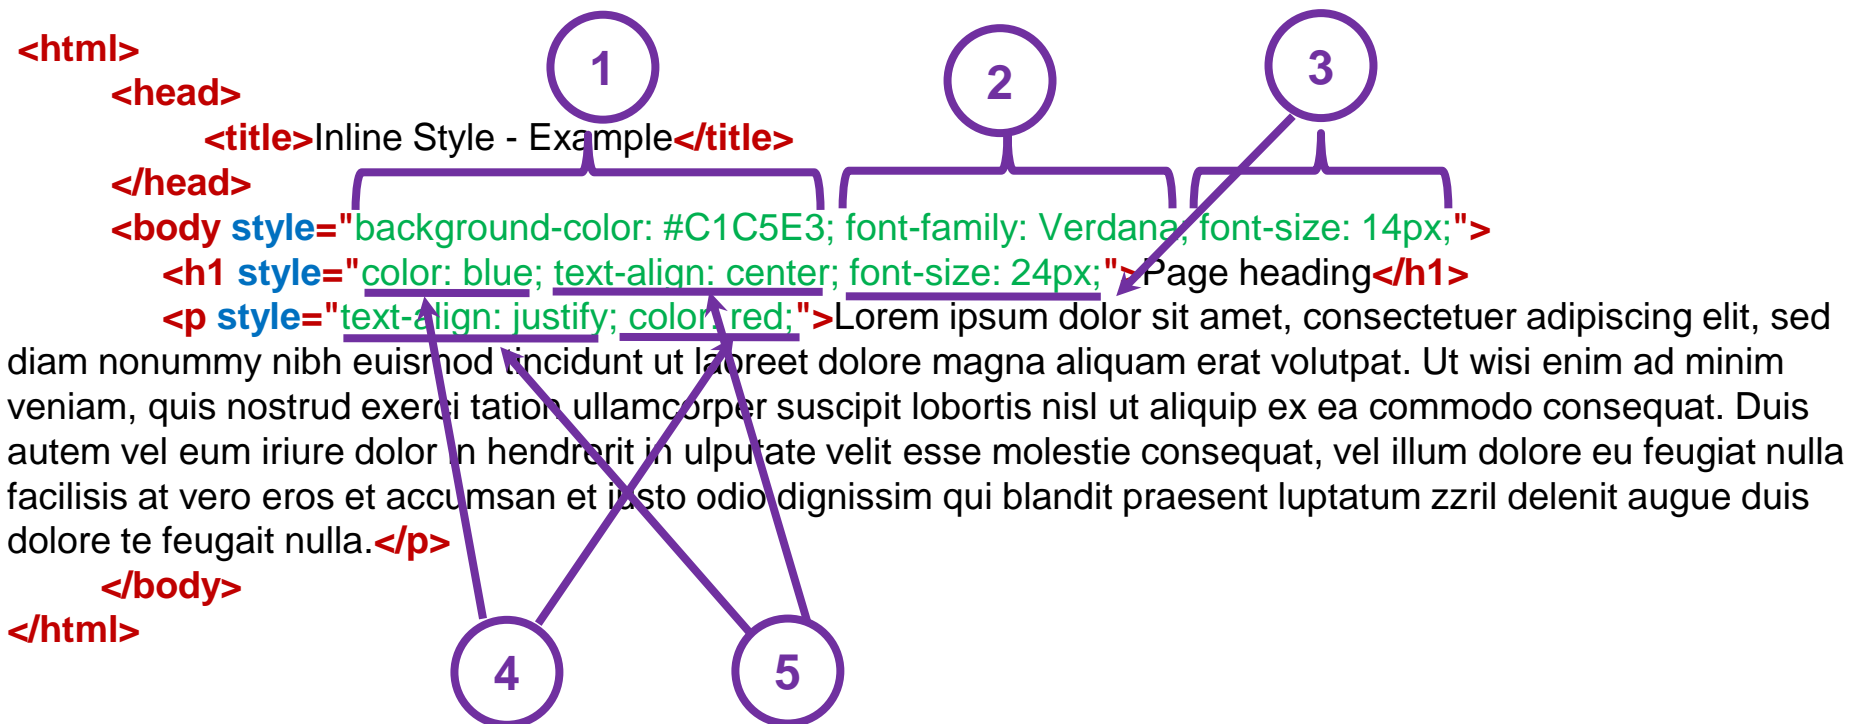 <html>
1
2
3
<head>
<title>Inline Style - Example</title>
</head>
<body style="background-color: #C1C5E3; font-family: Verdana; font-size: 14px;">
<h1 style="color: blue; text-align: center; font-size: 24px;">Page heading</h1>
<p style="text-align: justify; color: red;">Lorem ipsum dolor sit amet, consectetuer adipiscing elit, sed
diam nonummy nibh euismod tincidunt ut laoreet dolore magna aliquam erat volutpat. Ut wisi enim ad minim
veniam, quis nostrud exerci tation ullamcorper suscipit lobortis nisl ut aliquip ex ea commodo consequat. Duis
autem vel eum iriure dolor in hendrerit in ulputate velit esse molestie consequat, vel illum dolore eu feugiat nulla
facilisis at vero eros et accumsan et iusto odio dignissim qui blandit praesent luptatum zzril delenit augue duis
dolore te feugait nulla.</p>
</body>
</html>
4
5